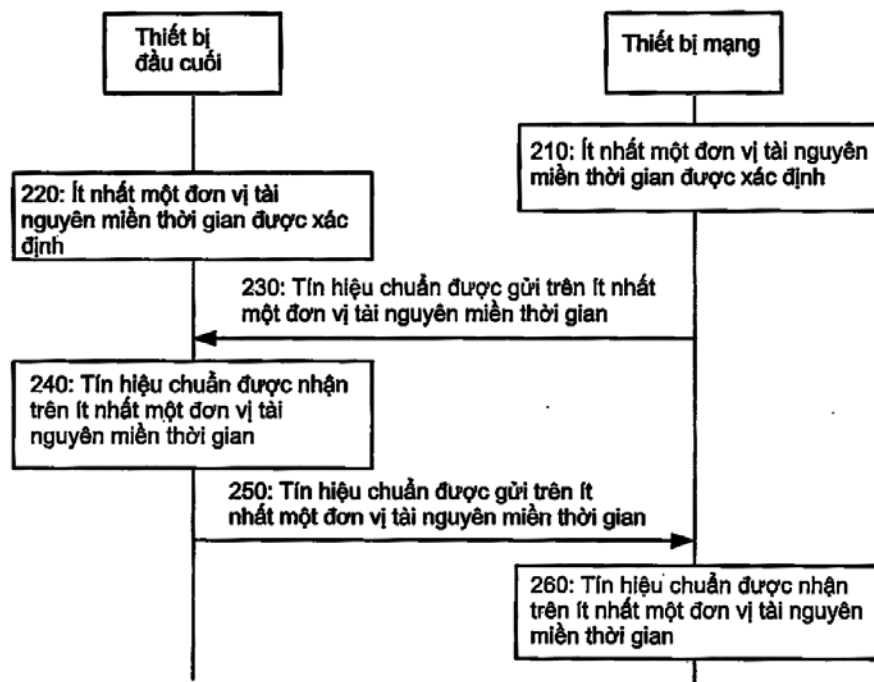 Thiết bị
đầu cuối
Thiết bị mạng
210: Ít nhất một đơn vị tài nguyên
miền thời gian được xác định
220: Ít nhất một đơn vị tài
nguyên miền thời gian được xác
định
230: Tín hiệu chuẩn được gửi trên ít nhất
một đơn vị tài nguyên miền thời gian
240: Tín hiệu chuẩn được nhận
trên ít nhất một đơn vị tài
nguyên miền thời gian
250: Tín hiệu chuẩn được gửi trên ít
nhất một đơn vị tài nguyên miền thời gian
260: Tín hiệu chuẩn được nhận
trên ít nhất một đơn vị tài nguyên
miền thời gian